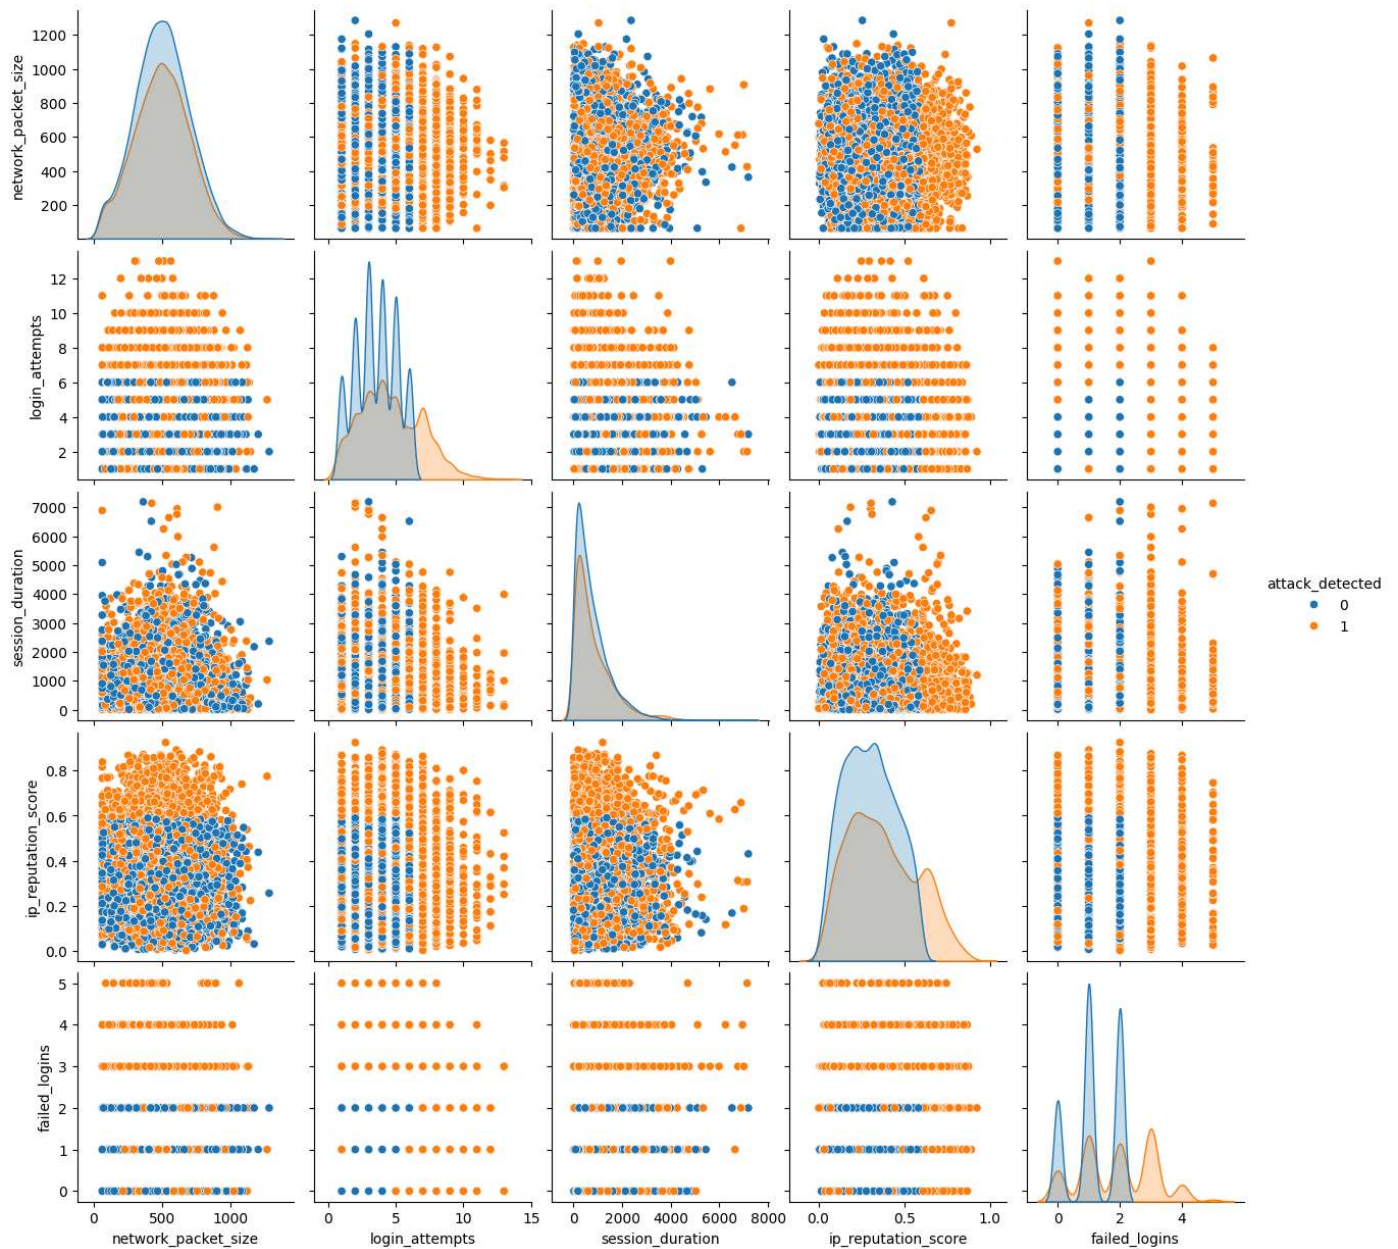 network_packet_size
1200
1000
800
600
400
200
login_attempts
12
10
8
6
4
2
session_duration
7000
6000
5000
4000
3000
2000
1000
0
attack_detected
0
1
ip_reputation_score
0.8
0.6
0.4
0.2
0.0
failed_logins
5
4
3
2
1
0
0 500 1000
0 5 10 15
0 2000 4000 6000 8000
0.0 0.5 1.0
0 2 4
network_packet_size
login_attempts
session_duration
ip_reputation_score
failed_logins